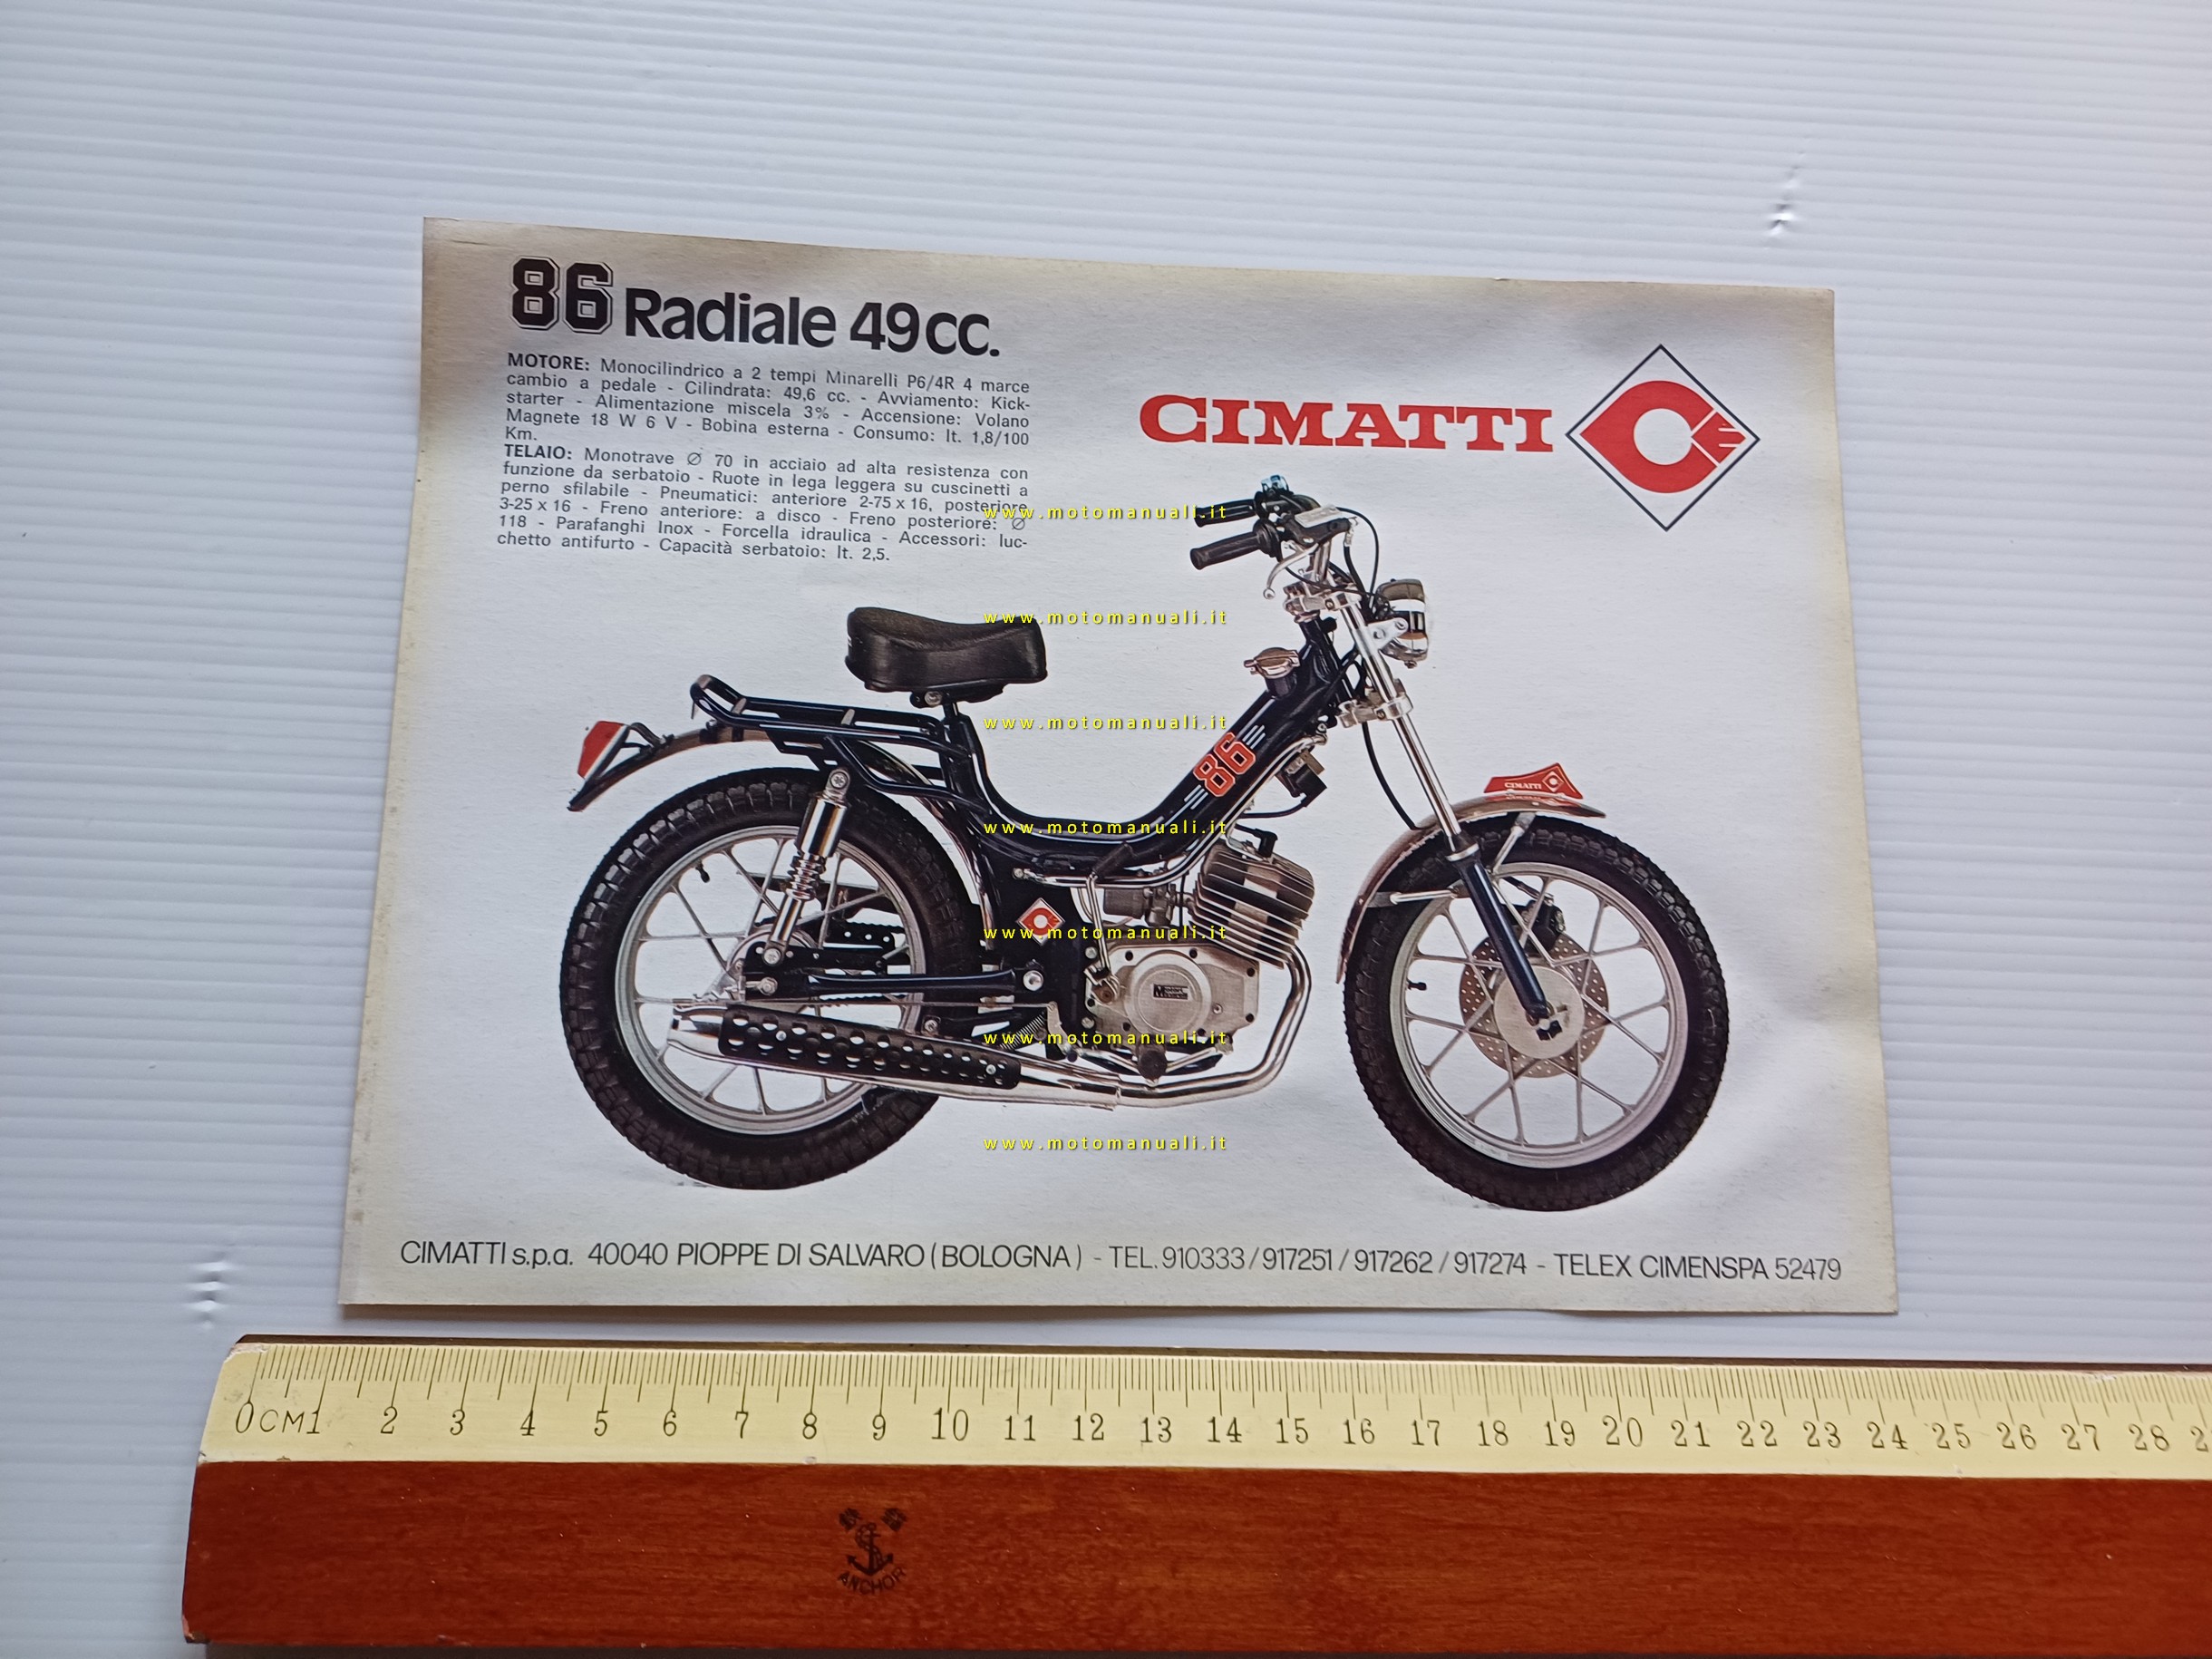 86 Radiale 49cc.
MOTORE: Monocilindrico a 2 tempi Minarelli P6/4R 4 marce
cambio a pedale - Cilindrata: 49,6 cc. - Avviamento: Kick-
starter - Alimentazione miscela 3% - Accensione: Volano
Magnete 18 W 6 V - Bobina esterna - Consumo: lt. 1,8/100
Km.
TELAIO: Monotrave ∅ 70 in acciaio ad alta resistenza con
funzione da serbatoio - Ruote in lega leggera su cuscinetti a
perno sfilabile - Pneumatici: anteriore 2-75 x 16, posteriore
3-25 x 16 - Freno anteriore: a disco - Freno posteriore: ∅
118 - Parafanghi Inox - Forcella idraulica - Accessori: luc-
chetto antifurto - Capacità serbatoio: lt. 2,5.
CIMATTI
www.motomanuali.it
www.motomanuali.it
www.motomanuali.it
86
CIMATTI
www.motomanuali.it
www.motomanuali.it
Motori Minarelli
www.motomanuali.it
www.motomanuali.it
CIMATTI s.p.a. 40040 PIOPPE DI SALVARO (BOLOGNA) - TEL. 910333/917251/917262/917274 - TELEX CIMENSPA 52479
0CM1 2 3 4 5 6 7 8 9 10 11 12 13 14 15 16 17 18 19 20 21 22 23 24 25 26 27 28
ANCHOR